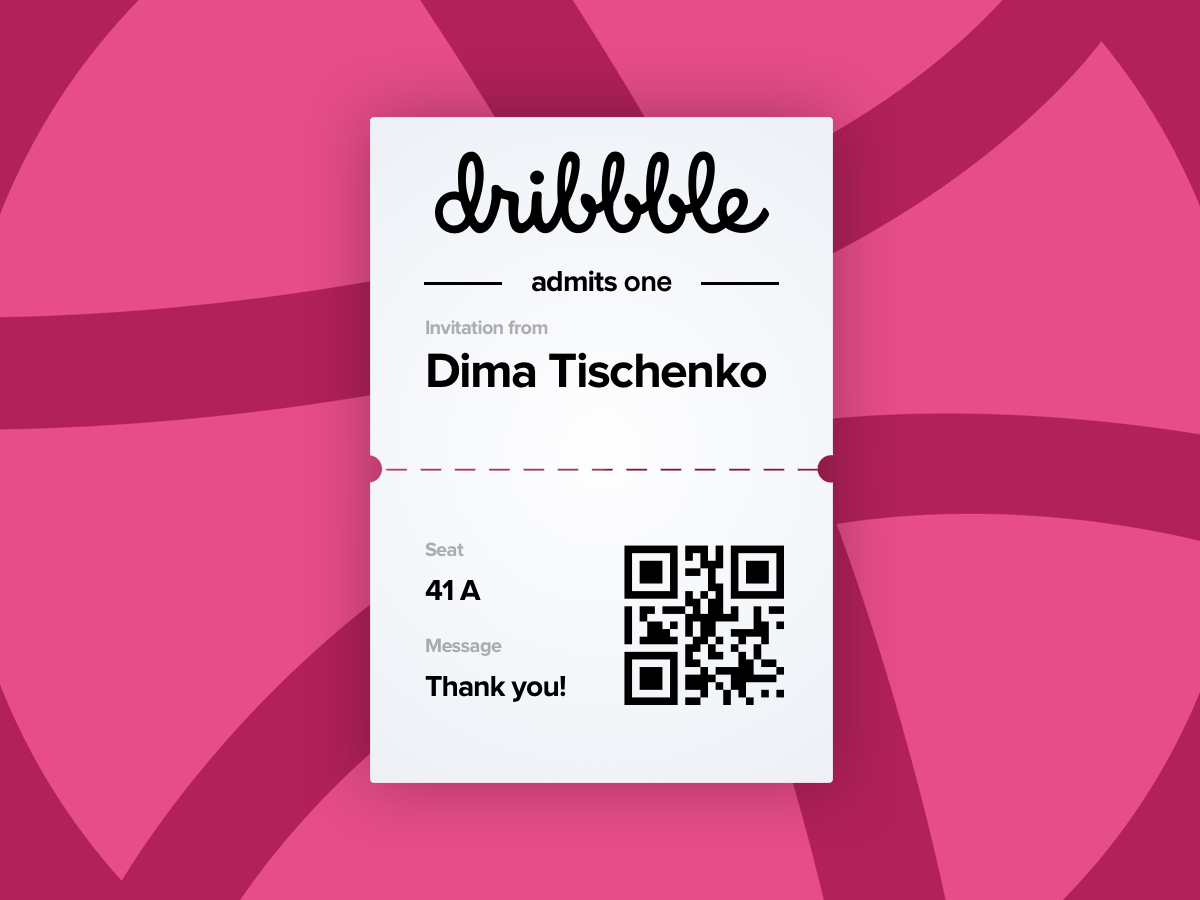 dribbble
admits one
Invitation from
Dima Tischenko
Seat
41 A
Message
Thank you!